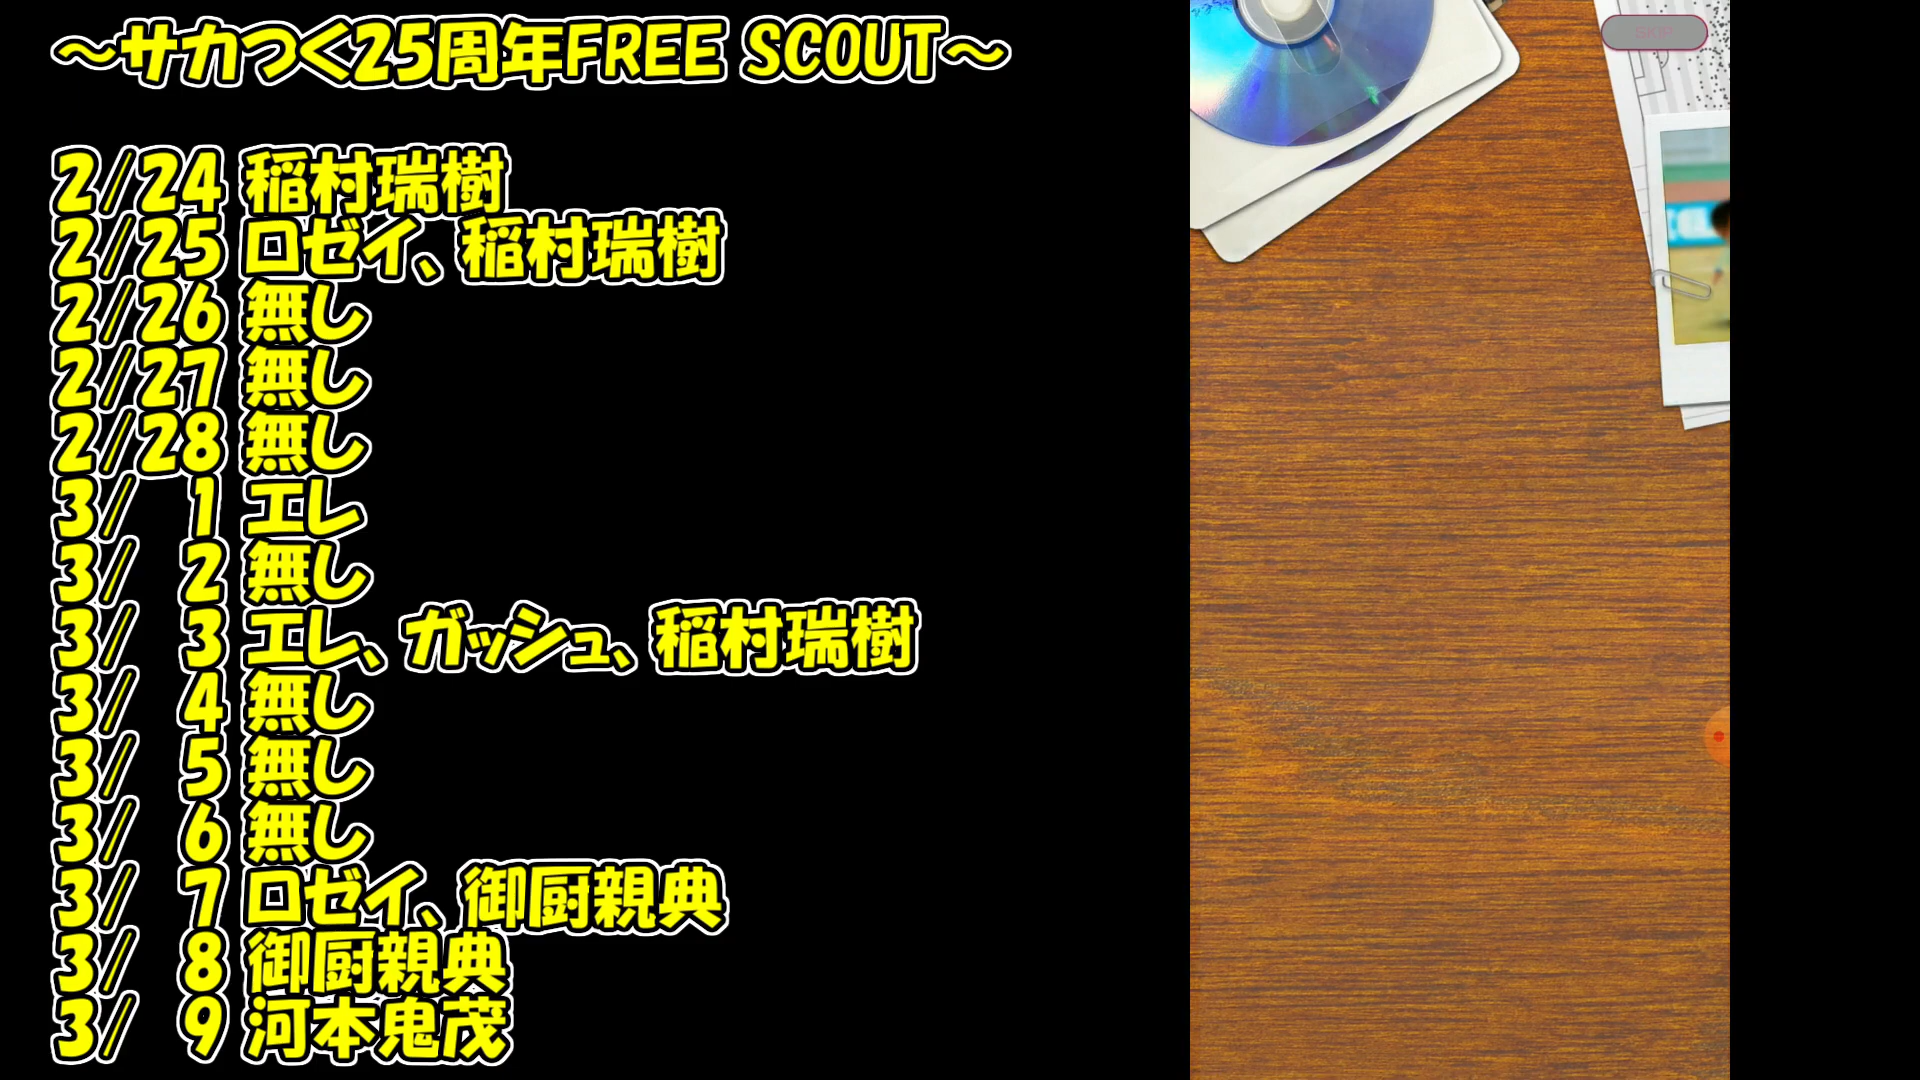 ～サカつく25周年FREE SCOUT～
2/24 稲村瑞樹
2/25 ロゼイ、稲村瑞樹
2/26 無し
2/27 無し
2/28 無し
3/ 1 エレ
3/ 2 無し
3/ 3 エレ、ガッシュ、稲村瑞樹
3/ 4 無し
3/ 5 無し
3/ 6 無し
3/ 7 ロゼイ、御厨親典
3/ 8 御厨親典
3/ 9 河本鬼茂
SKIP